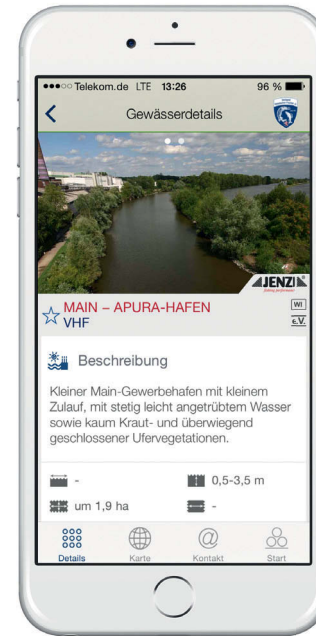 Telekom.de LTE 13:26 96 %
Gewässerdetails
JENZI
MAIN – APURA-HAFEN
WI
VHF
e.V.
Beschreibung
Kleiner Main-Gewerbehafen mit kleinem
Zulauf, mit stetig leicht angetrübtem Wasser
sowie kaum Kraut- und überwiegend
geschlossener Ufervegetationen.
- 0,5-3,5 m
um 1,9 ha -
Details Karte Kontakt Start